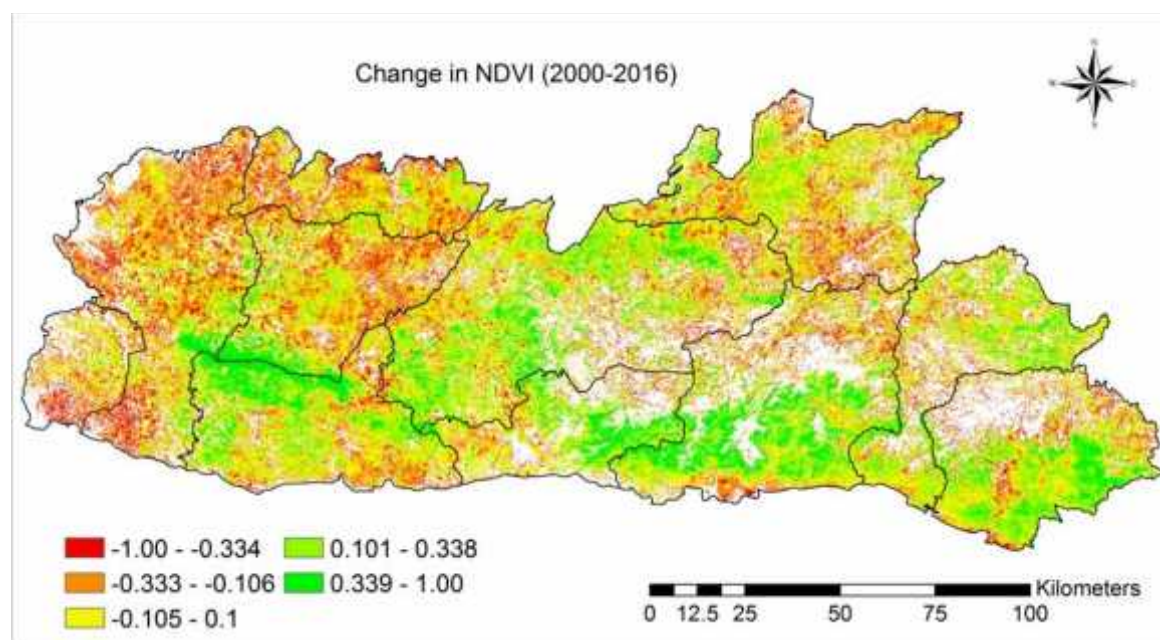 Change in NDVI (2000-2016)
N
W
E
S
-1.00 - -0.334
0.101 - 0.338
-0.333 - -0.106
0.339 - 1.00
-0.105 - 0.1
Kilometers
0 12.5 25 50 75 100